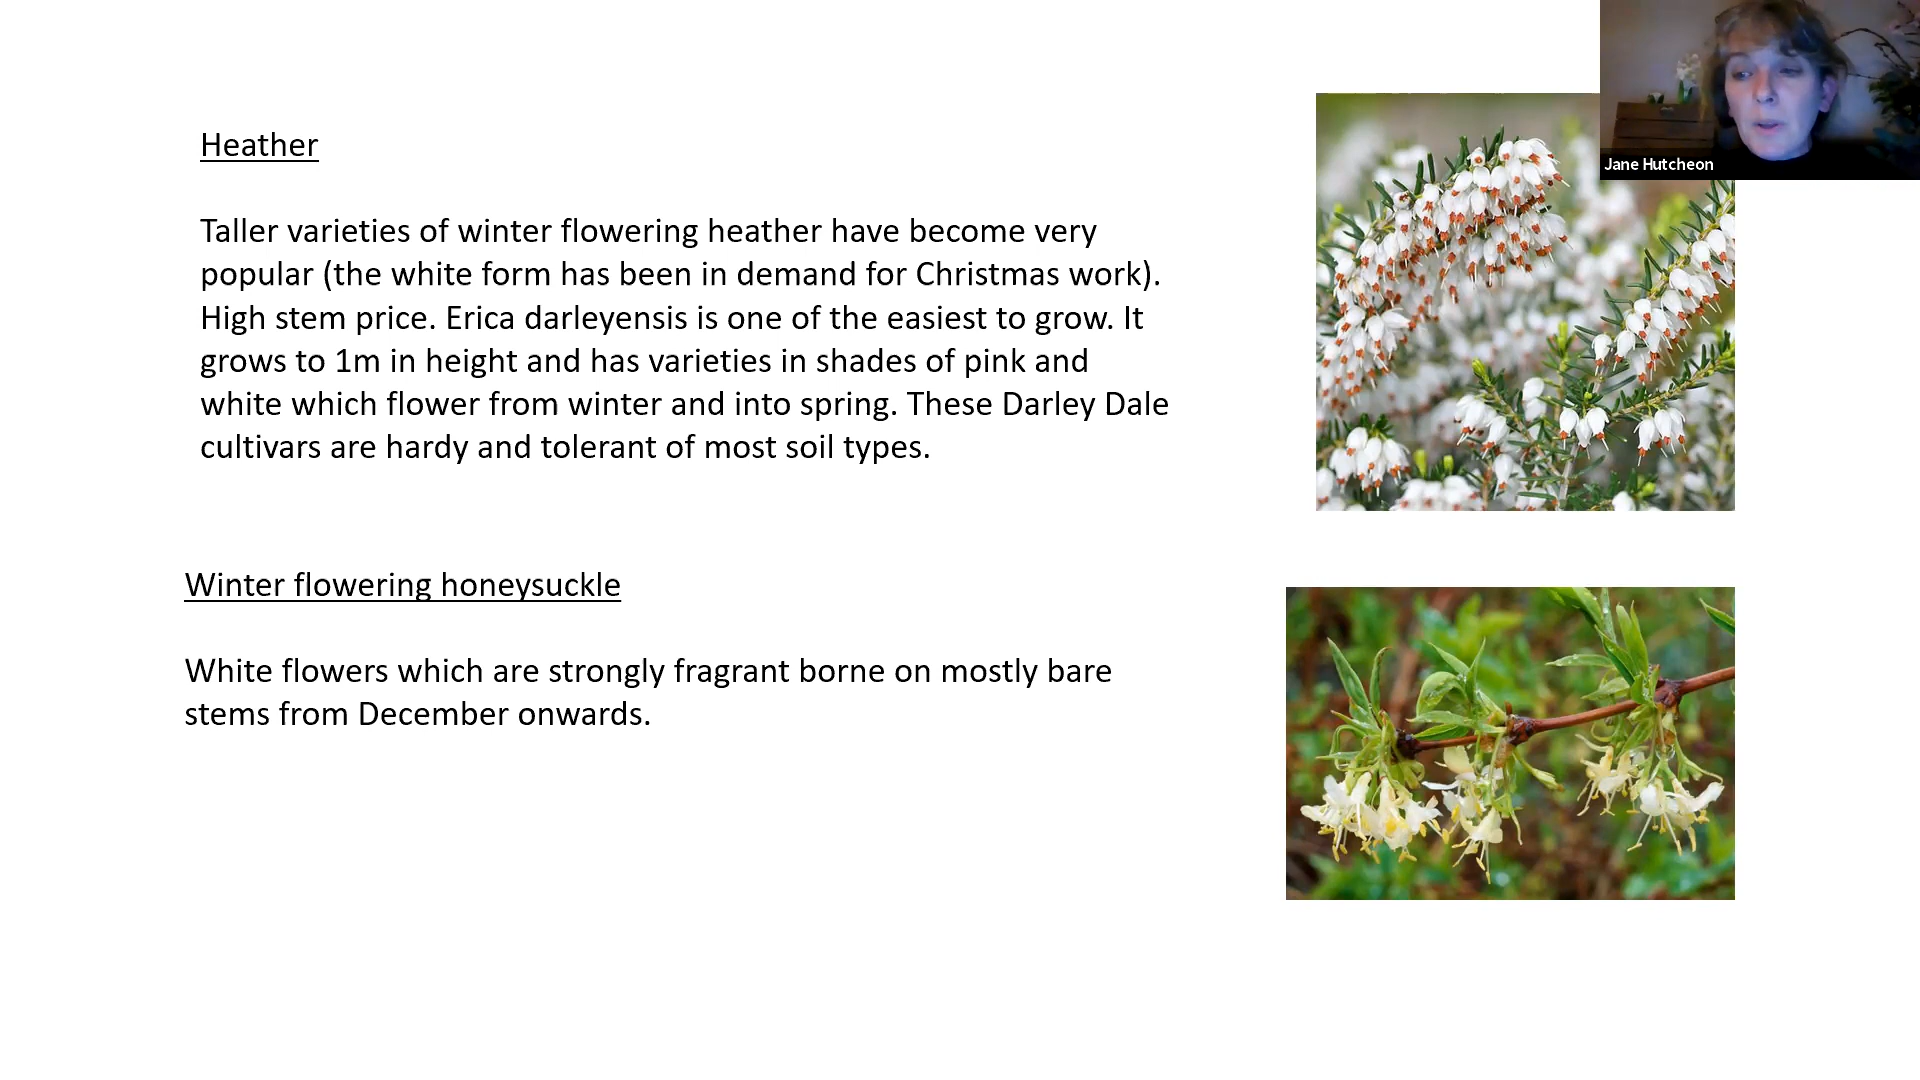 Jane Hutcheon
Heather
Taller varieties of winter flowering heather have become very
popular (the white form has been in demand for Christmas work).
High stem price. Erica darleyensis is one of the easiest to grow. It
grows to 1m in height and has varieties in shades of pink and
white which flower from winter and into spring. These Darley Dale
cultivars are hardy and tolerant of most soil types.
Winter flowering honeysuckle
White flowers which are strongly fragrant borne on mostly bare
stems from December onwards.